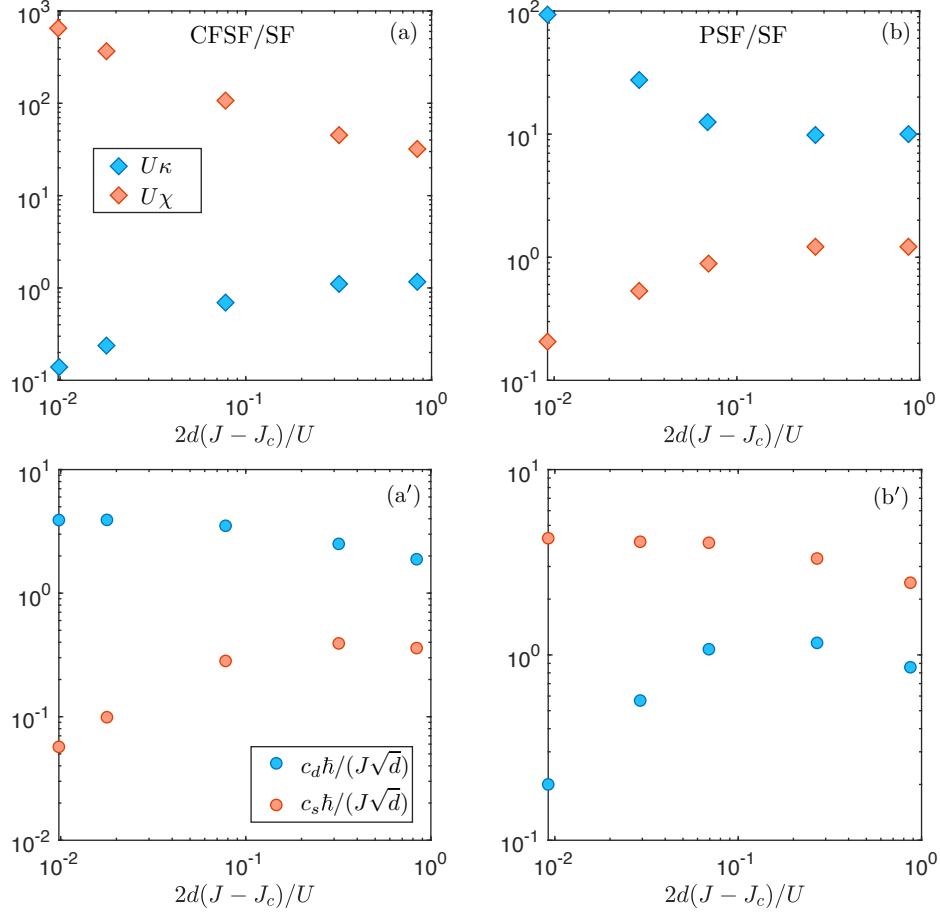 CFSF/SF
(a)
10^3
10^2
10^1
10^0
10^-1
Uκ
Uχ
10^-2
10^-1
10^0
2d(J − J_c)/U
PSF/SF
(b)
10^2
10^1
10^0
10^-1
10^-2
10^-1
10^0
2d(J − J_c)/U
(a′)
10^1
10^0
10^-1
10^-2
c_dℏ/(J√d)
c_sℏ/(J√d)
10^-2
10^-1
10^0
2d(J − J_c)/U
(b′)
10^1
10^0
10^-1
10^-2
10^-1
10^0
2d(J − J_c)/U